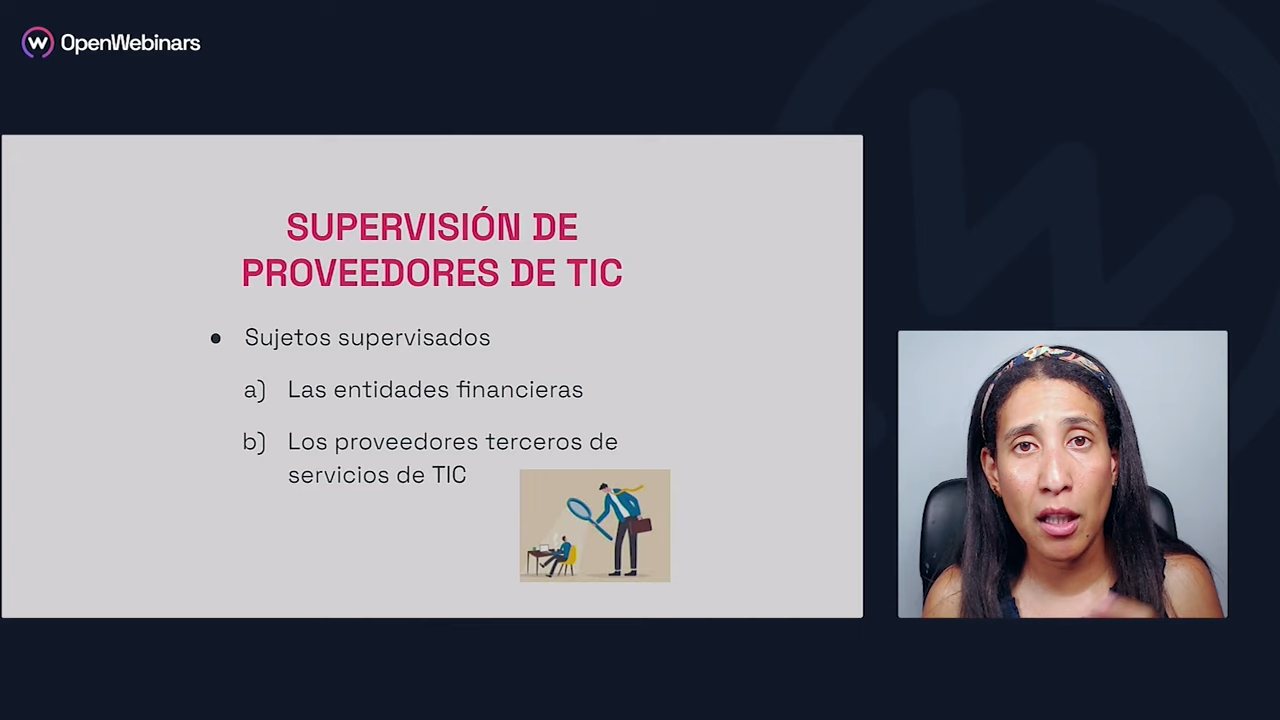 OpenWebinars
SUPERVISIÓN DE
PROVEEDORES DE TIC
● Sujetos supervisados
a) Las entidades financieras
b) Los proveedores terceros de
servicios de TIC